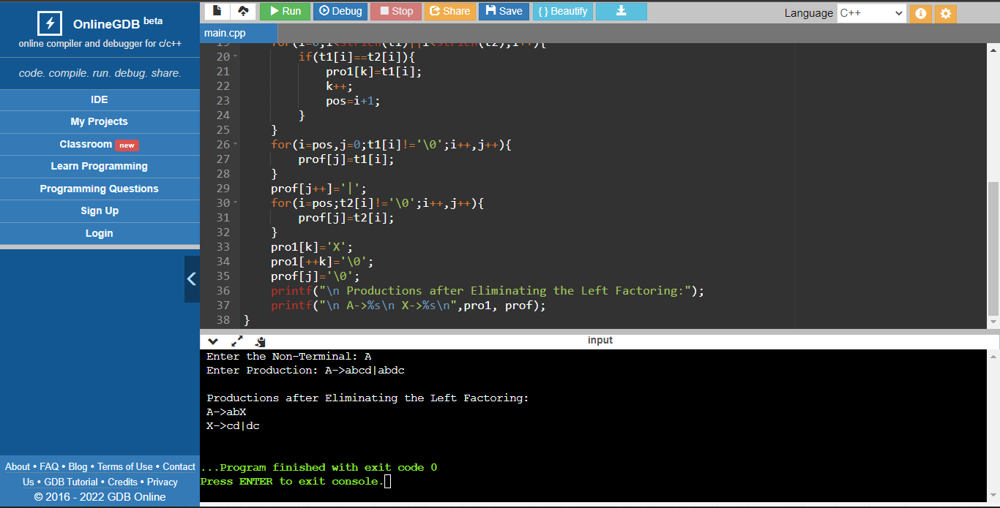 OnlineGDB beta
online compiler and debugger for c/c++
code. compile. run. debug. share.
IDE
My Projects
Classroom new
Learn Programming
Programming Questions
Sign Up
Login
About • FAQ • Blog • Terms of Use • Contact
Us • GDB Tutorial • Credits • Privacy
© 2016 - 2022 GDB Online
Run Debug Stop Share Save {} Beautify Language C++
main.cpp
20 if(t1[i]==t2[i]){
21 pro1[k]=t1[i];
22 k++;
23 pos=i+1;
24 }
25 }
26 for(i=pos,j=0;t1[i]!='\0';i++,j++){
27 prof[j]=t1[i];
28 }
29 prof[j++]='|';
30 for(i=pos;t2[i]!='\0';i++,j++){
31 prof[j]=t2[i];
32 }
33 pro1[k]='X';
34 pro1[++k]='\0';
35 prof[j]='\0';
36 printf("\n Productions after Eliminating the Left Factoring:");
37 printf("\n A->%s\n X->%s\n",pro1, prof);
38 }
input
Enter the Non-Terminal: A
Enter Production: A->abcd|abdc
Productions after Eliminating the Left Factoring:
A->abX
X->cd|dc
...Program finished with exit code 0
Press ENTER to exit console.